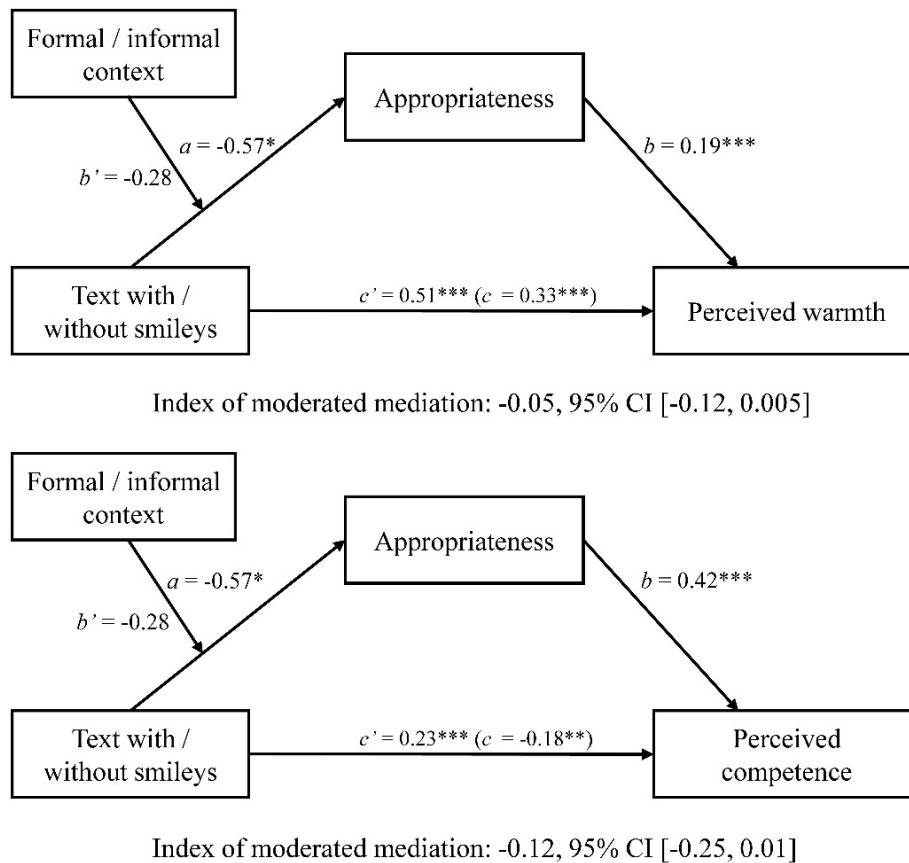 Formal / informal
context
Appropriateness
a = -0.57*
b = 0.19***
b’ = -0.28
Text with /
without smileys
c’ = 0.51*** (c = 0.33***)
Perceived warmth
Index of moderated mediation: -0.05, 95% CI [-0.12, 0.005]
Formal / informal
context
Appropriateness
a = -0.57*
b = 0.42***
b’ = -0.28
Text with /
without smileys
c’ = 0.23*** (c = -0.18**)
Perceived
competence
Index of moderated mediation: -0.12, 95% CI [-0.25, 0.01]